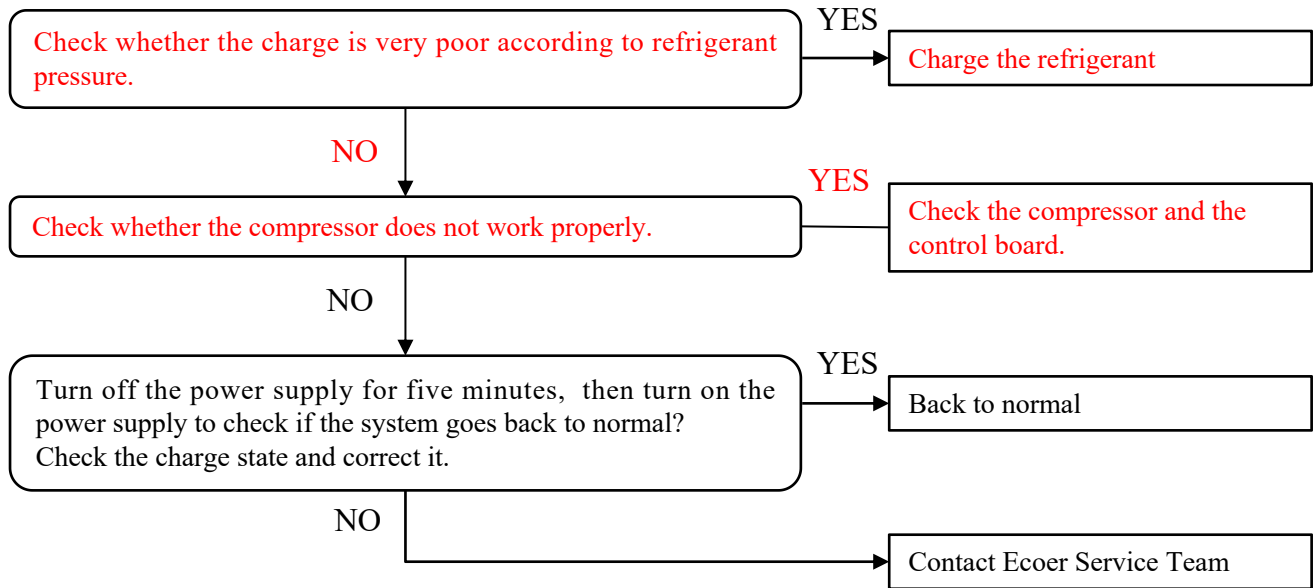 YES
Check whether the charge is very poor according to refrigerant
pressure.
Charge the refrigerant
NO
YES
Check whether the compressor does not work properly.
Check the compressor and the
control board.
NO
YES
Turn off the power supply for five minutes, then turn on the
power supply to check if the system goes back to normal?
Check the charge state and correct it.
Back to normal
NO
Contact Ecoer Service Team